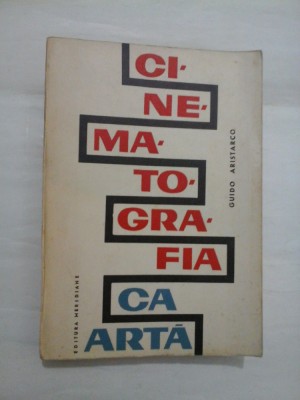 CI-
NE-
MA-
TO-
GRA-
FIA
CA
ARTĂ
GUIDO ARISTARCO
EDITURA MERIDIANE